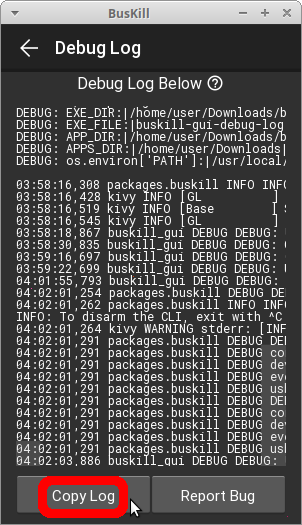 BusKill
Debug Log
Debug Log Below
DEBUG: EXE_DIR:|/home/user/Downloads/b
DEBUG: EXE_FILE:|buskill-gui-debug-log
DEBUG: APP_DIR:|/home/user/Downloads/b
DEBUG: APPS_DIR:|/home/user/Downloads|
DEBUG: os.environ['PATH']:|/usr/local/
03:58:16,308 packages.buskill INFO INFO
03:58:16,428 kivy INFO [GL ]
03:58:16,519 kivy INFO [Base ] S
03:58:16,545 kivy INFO [GL ]
03:58:18,867 buskill_gui DEBUG DEBUG:
03:58:30,835 buskill_gui DEBUG DEBUG:
03:59:16,697 buskill_gui DEBUG DEBUG:
03:59:22,699 buskill_gui DEBUG DEBUG:
04:01:55,793 buskill_gui DEBUG DEBUG:
04:02:01,254 packages.buskill DEBUG DE
04:02:01,262 packages.buskill INFO INFO
INFO: To disarm the CLI, exit with ^C
04:02:01,264 kivy WARNING stderr: [INF
04:02:01,291 packages.buskill DEBUG DE
04:02:01,291 packages.buskill DEBUG co
04:02:01,291 packages.buskill DEBUG de
04:02:01,291 packages.buskill DEBUG eve
04:02:01,291 packages.buskill DEBUG usb
04:02:01,291 packages.buskill DEBUG DE
04:02:01,291 packages.buskill DEBUG co
04:02:01,291 packages.buskill DEBUG de
04:02:01,291 packages.buskill DEBUG eve
04:02:01,291 packages.buskill DEBUG usb
04:02:03,886 buskill_gui DEBUG DEBUG:
Copy Log
Report Bug